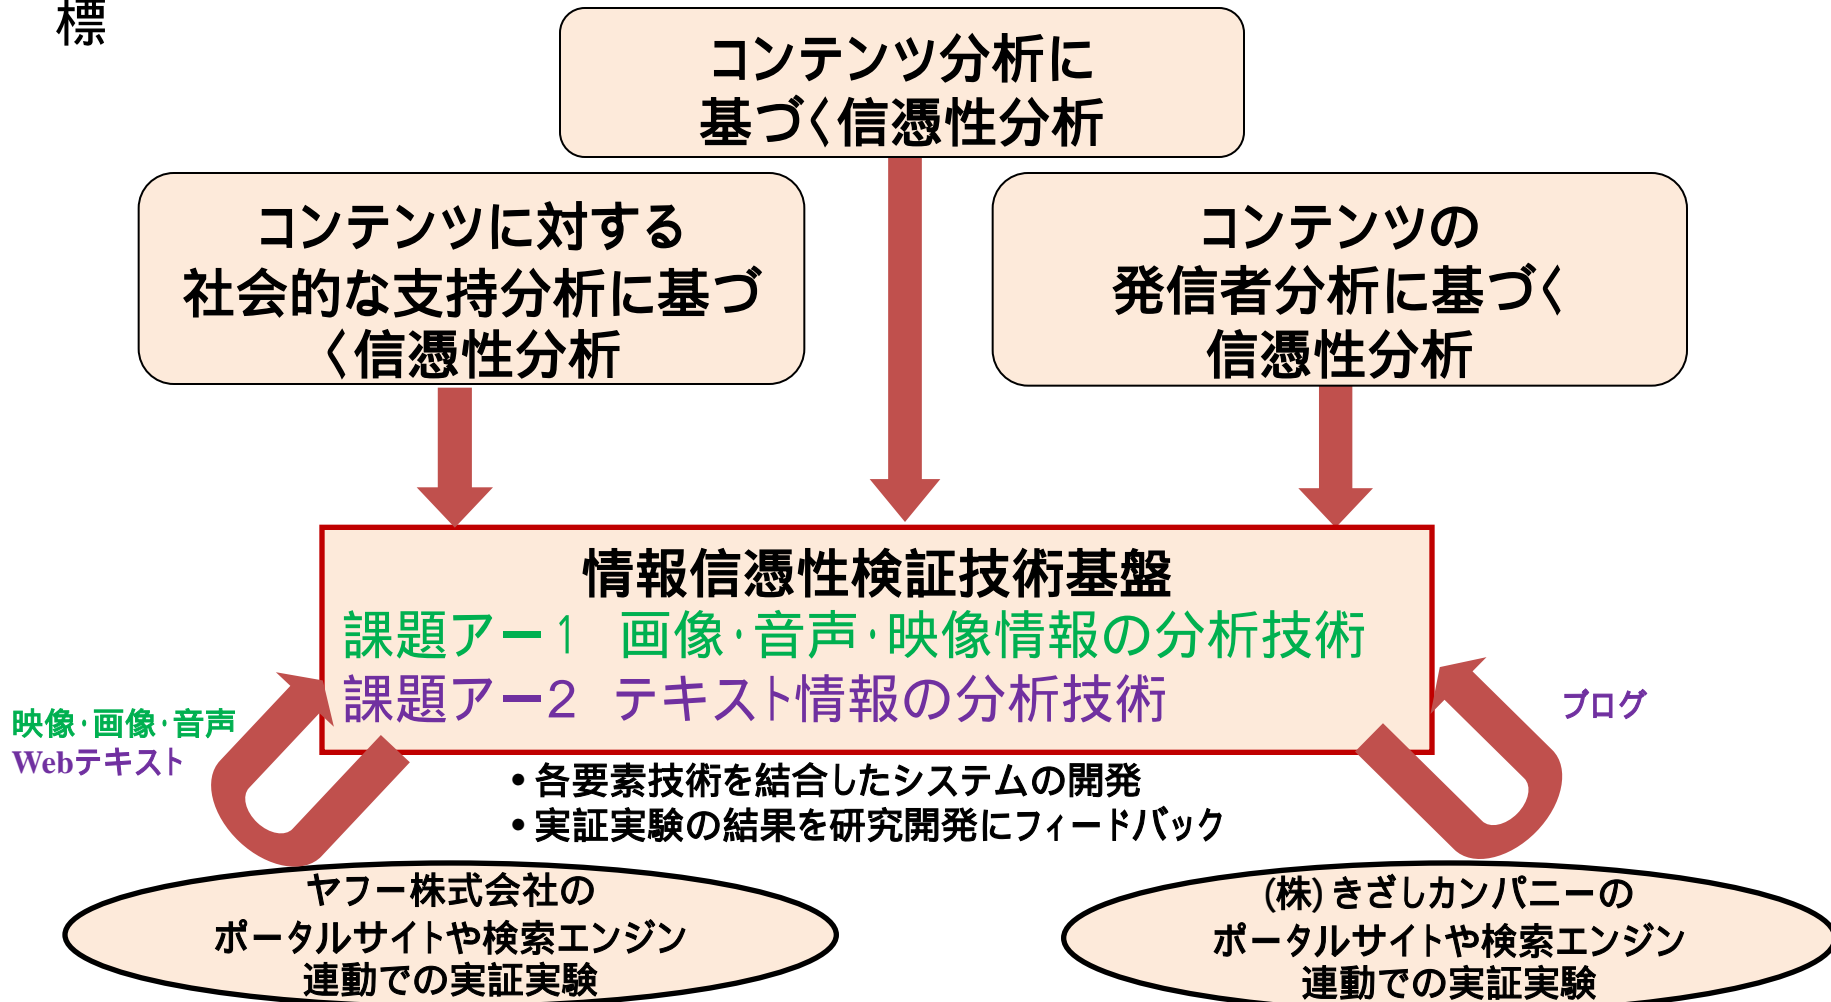 標
コンテンツ分析に
基づく信憑性分析
コンテンツに対する
社会的な支持分析に基づ
く信憑性分析
コンテンツの
発信者分析に基づく
信憑性分析
情報信憑性検証技術基盤
課題アー1 画像・音声・映像情報の分析技術
課題アー2 テキスト情報の分析技術
映像・画像・音声
Webテキスト
ブログ
• 各要素技術を結合したシステムの開発
• 実証実験の結果を研究開発にフィードバック
ヤフー株式会社の
ポータルサイトや検索エンジン
連動での実証実験
(株)きざしカンパニーの
ポータルサイトや検索エンジン
連動での実証実験